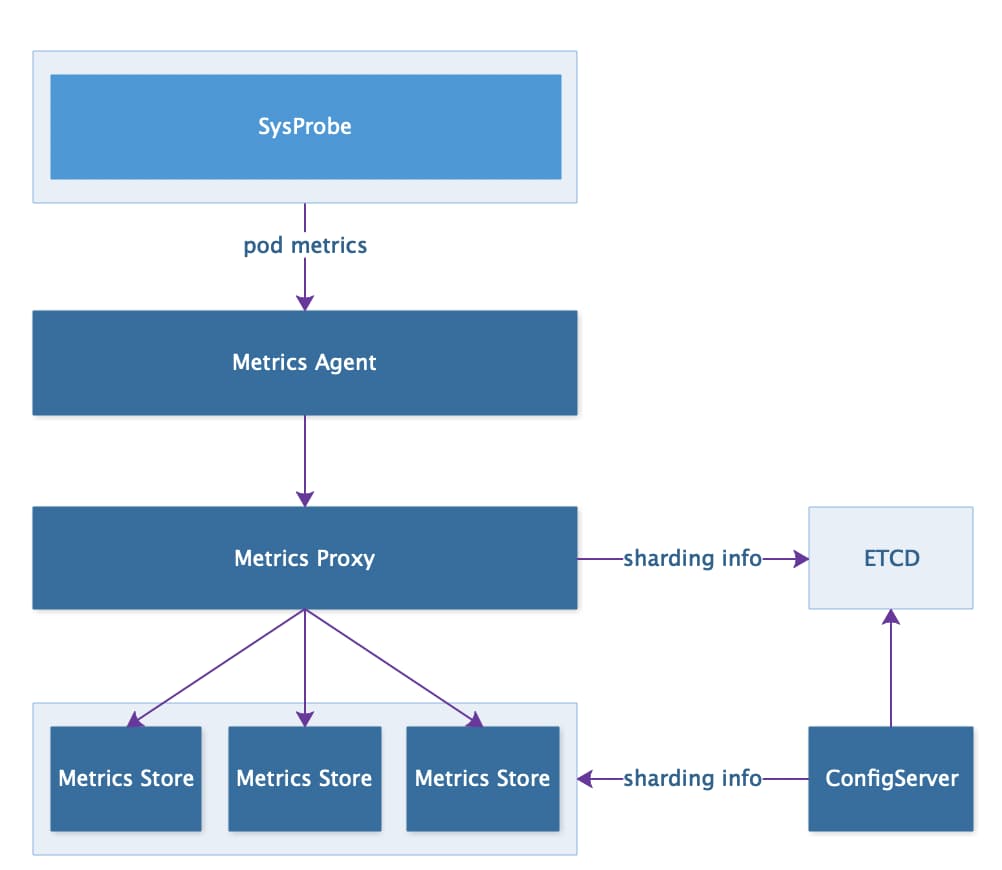 SysProbe
pod metrics
Metrics Agent
Metrics Proxy
sharding info
ETCD
Metrics Store
Metrics Store
Metrics Store
sharding info
ConfigServer